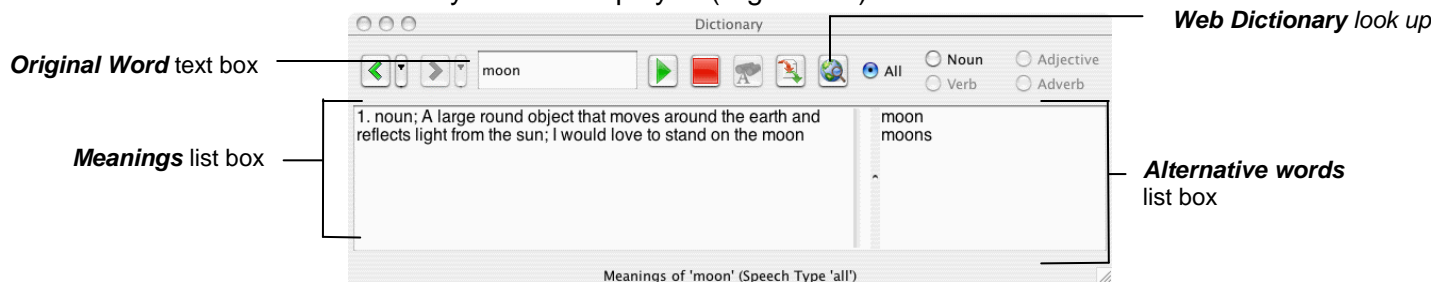 Dictionary
Web Dictionary look up
Original Word text box
moon
All
Noun
Adjective
Verb
Adverb
1. noun; A large round object that moves around the earth and
reflects light from the sun; I would love to stand on the moon
moon
moons
Meanings list box
Alternative words
list box
Meanings of 'moon' (Speech Type 'all')